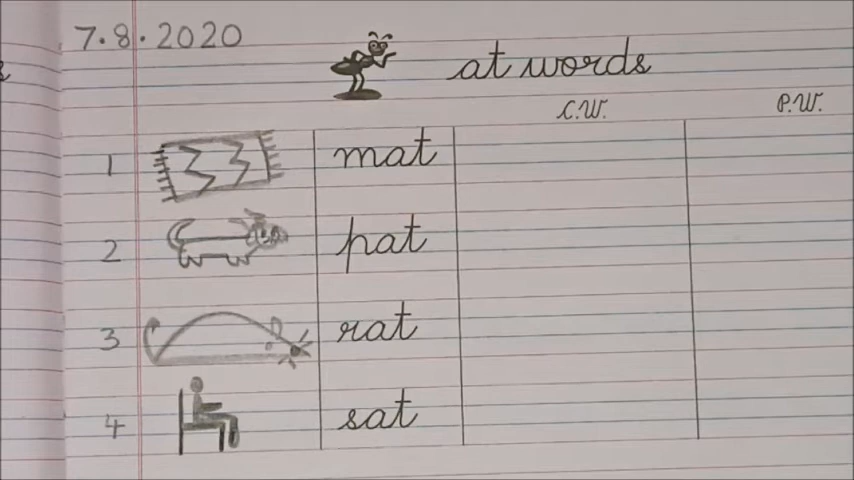 7.8.2020
at words
C.W. P.W.
1 mat
2 pat
3 rat
4 sat